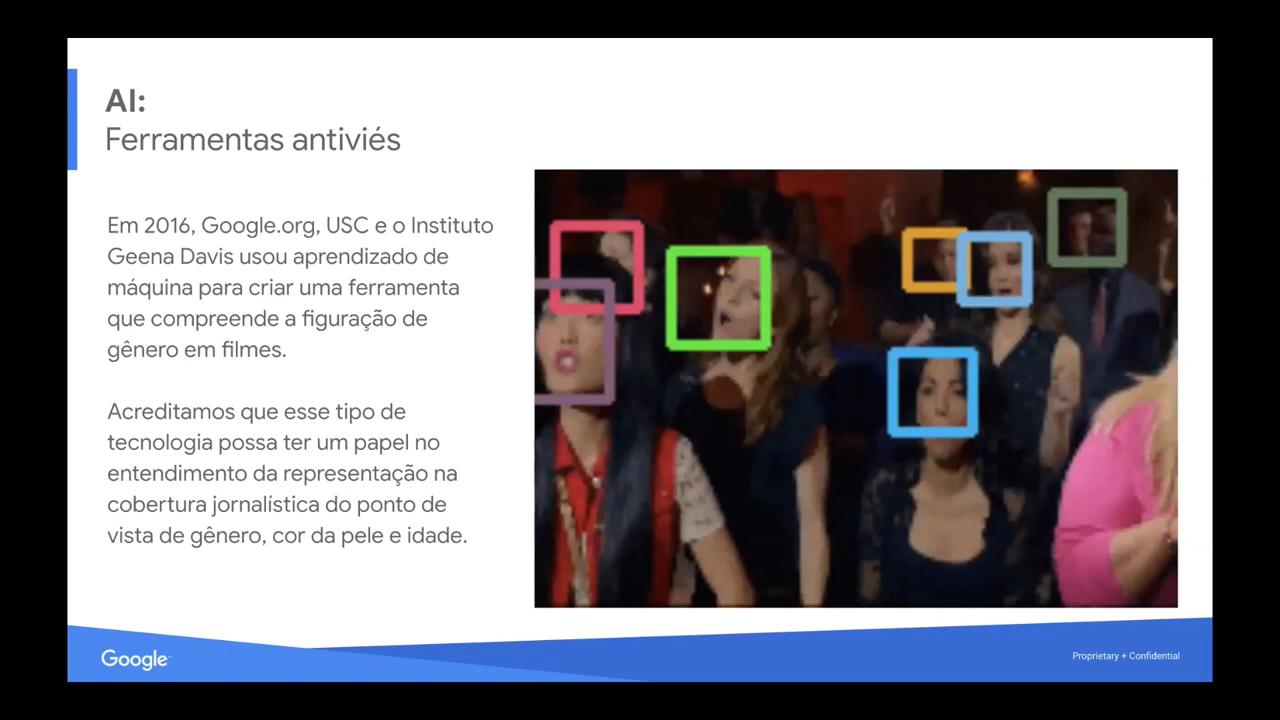 AI:
Ferramentas antiviés
Em 2016, Google.org, USC e o Instituto
Geena Davis usou aprendizado de
máquina para criar uma ferramenta
que compreende a figuração de
gênero em filmes.
Acreditamos que esse tipo de
tecnologia possa ter um papel no
entendimento da representação na
cobertura jornalística do ponto de
vista de gênero, cor da pele e idade.
Google
Proprietary + Confidential